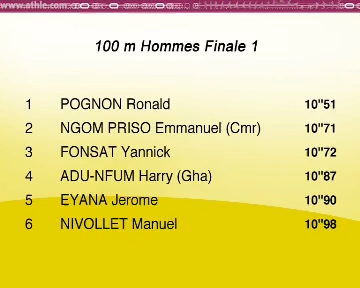 www.athle.com
100 m Hommes Finale 1
1 POGNON Ronald 10"51
2 NGOM PRISO Emmanuel (Cmr) 10"71
3 FONSAT Yannick 10"72
4 ADU-NFUM Harry (Gha) 10"87
5 EYANA Jerome 10"90
6 NIVOLLET Manuel 10"98